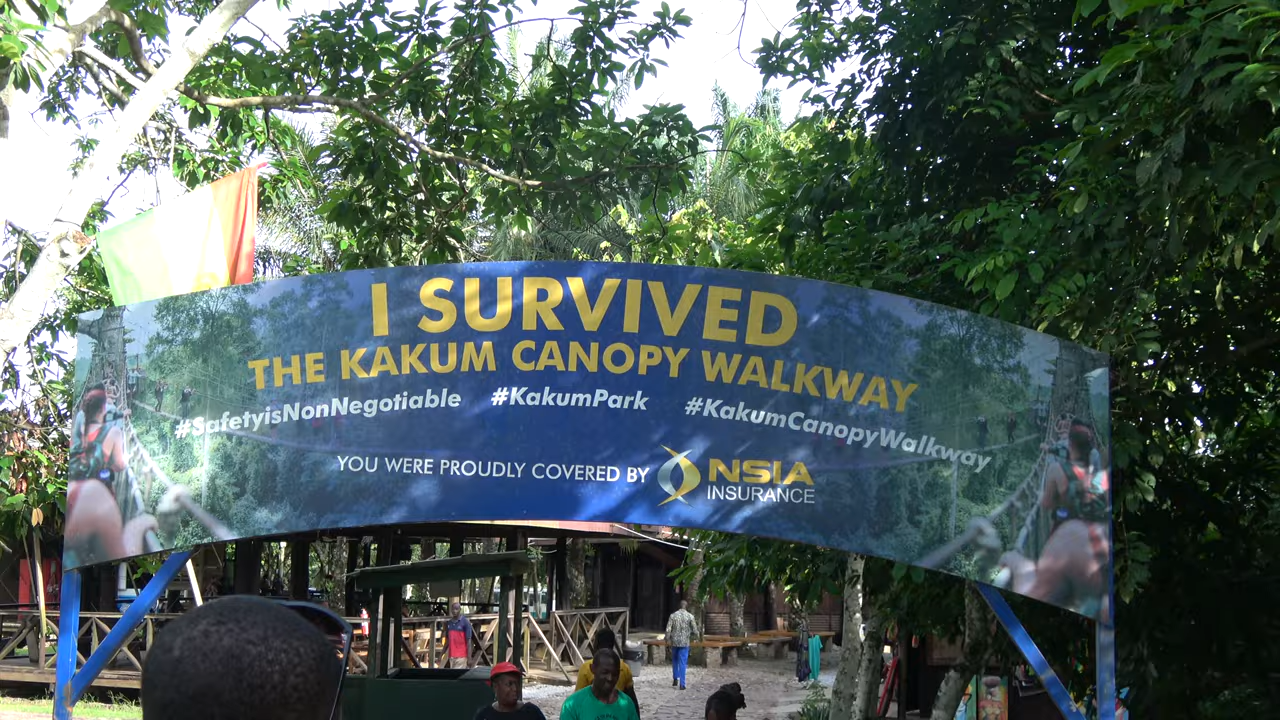 I SURVIVED
THE KAKUM CANOPY WALKWAY
#SafetyisNonNegotiable #KakumPark #KakumCanopyWalkway
YOU WERE PROUDLY COVERED BY NSIA
INSURANCE